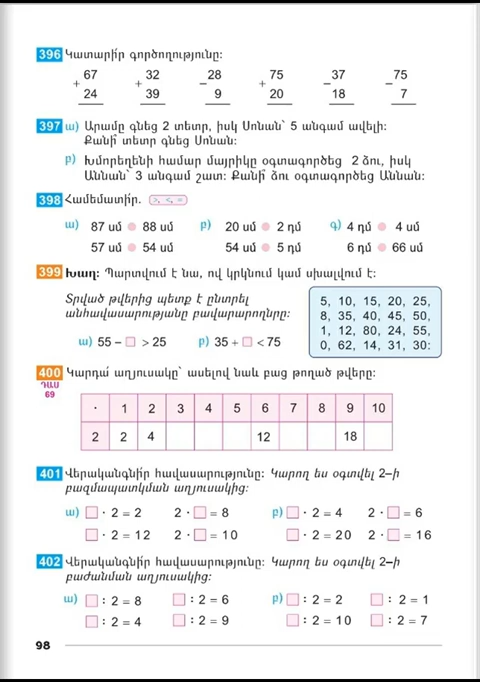 396 Կատարի՛ր գործողությունը:
+ 67 24 + 32 39 − 28 9 + 75 20 − 37 18 − 75 7
397 ա) Արամը գնեց 2 տետր, իսկ Սոնան՝ 5 անգամ ավելի:
Քանի՞ տետր գնեց Սոնան:
բ) Խմորեղենի համար մայրիկը օգտագործեց 2 ձու, իսկ
Աննան՝ 3 անգամ շատ: Քանի՞ ձու օգտագործեց Աննան:
398 Համեմատի՛ր. >, <, =
ա) 87 սմ 88 սմ բ) 20 սմ 2 դմ գ) 4 դմ 4 սմ
57 սմ 54 սմ 54 սմ 5 դմ 6 դմ 66 սմ
399 Խաղ: Պարտվում է նա, ով կրկնում կամ սխալվում է:
Տրված թվերից պետք է ընտրել
անհավասարությանը բավարարողները:
ա) 55 − □ > 25 բ) 35 + □ < 75
5, 10, 15, 20, 25,
8, 35, 40, 45, 50,
1, 12, 80, 24, 55,
0, 62, 14, 31, 30:
400 Կարդա՛ աղյուսակը՝ ասելով նաև բաց թողած թվերը:
ԴԱՍ
69
· 1 2 3 4 5 6 7 8 9 10
2 2 4 12 18
401 Վերականգնի՛ր հավասարությունը: Կարող ես օգտվել 2–ի
բազմապատկման աղյուսակից:
ա) □ · 2 = 2 2 · □ = 8 բ) □ · 2 = 4 2 · □ = 6
□ · 2 = 12 2 · □ = 10 □ · 2 = 20 2 · □ = 16
402 Վերականգնի՛ր հավասարությունը: Կարող ես օգտվել 2–ի
բաժանման աղյուսակից:
ա) □ : 2 = 8 □ : 2 = 6 բ) □ : 2 = 2 □ : 2 = 1
□ : 2 = 4 □ : 2 = 9 □ : 2 = 10 □ : 2 = 7
98